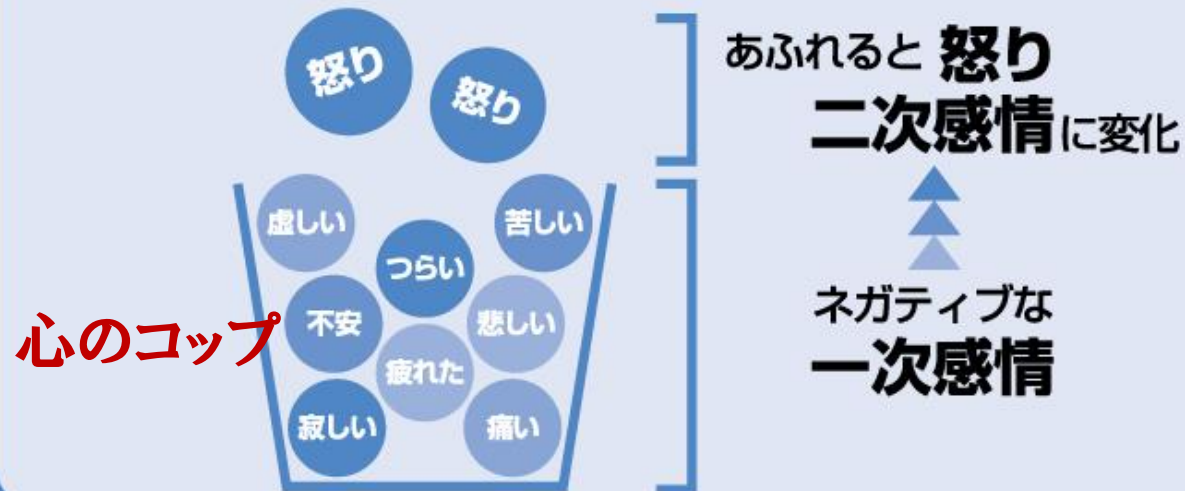 怒り
怒り
あふれると 怒り
二次感情に変化
虚しい
苦しい
つらい
心のコップ
不安
悲しい
疲れた
寂しい
痛い
ネガティブな
一次感情